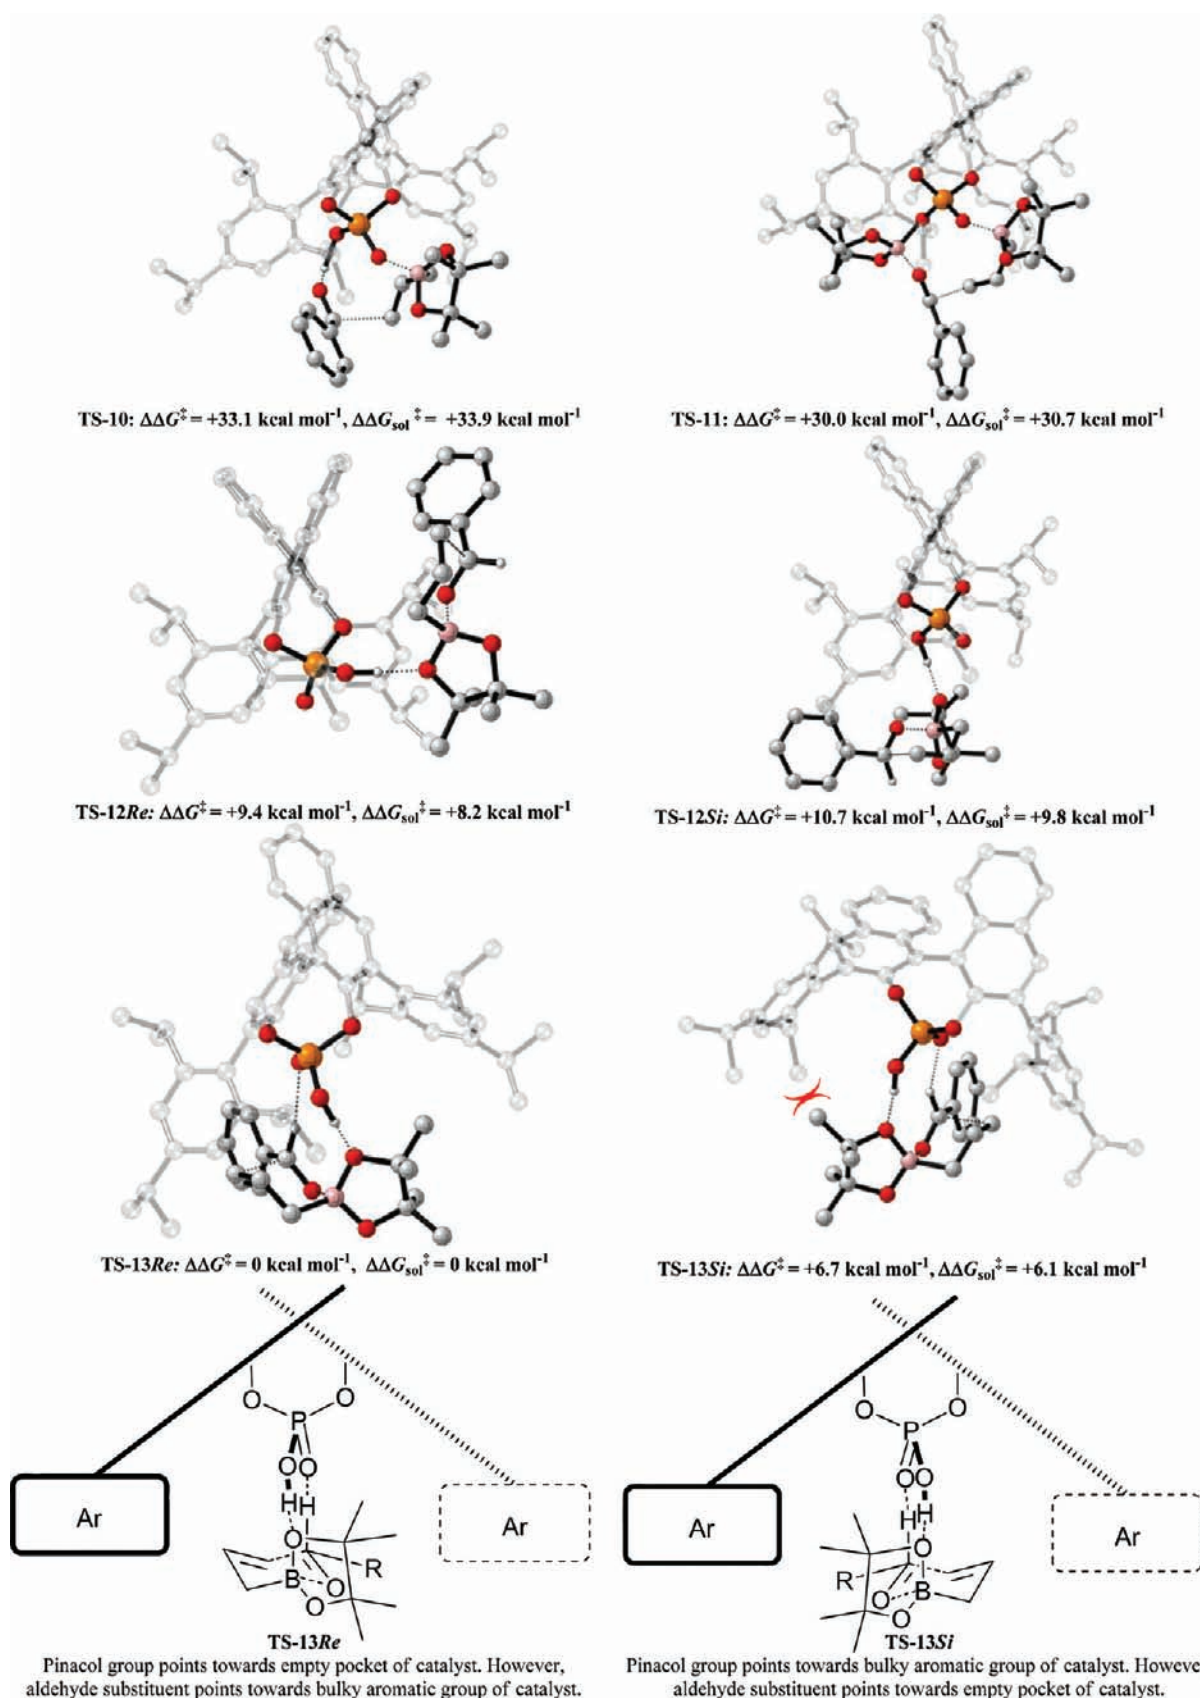 TS-10: ΔΔG‡ = +33.1 kcal mol⁻¹, ΔΔGsol‡ = +33.9 kcal mol⁻¹
TS-11: ΔΔG‡ = +30.0 kcal mol⁻¹, ΔΔGsol‡ = +30.7 kcal mol⁻¹
TS-12Re: ΔΔG‡ = +9.4 kcal mol⁻¹, ΔΔGsol‡ = +8.2 kcal mol⁻¹
TS-12Si: ΔΔG‡ = +10.7 kcal mol⁻¹, ΔΔGsol‡ = +9.8 kcal mol⁻¹
TS-13Re: ΔΔG‡ = 0 kcal mol⁻¹, ΔΔGsol‡ = 0 kcal mol⁻¹
TS-13Si: ΔΔG‡ = +6.7 kcal mol⁻¹, ΔΔGsol‡ = +6.1 kcal mol⁻¹
O O
P
O O
H H
Ar
Ar
O
R
B O
O
TS-13Re
Pinacol group points towards empty pocket of catalyst. However,
aldehyde substituent points towards bulky aromatic group of catalyst.
O O
P
O O
H H
Ar
Ar
O
R
O B
O
TS-13Si
Pinacol group points towards bulky aromatic group of catalyst. Howeve
aldehyde substituent points towards empty pocket of catalyst.